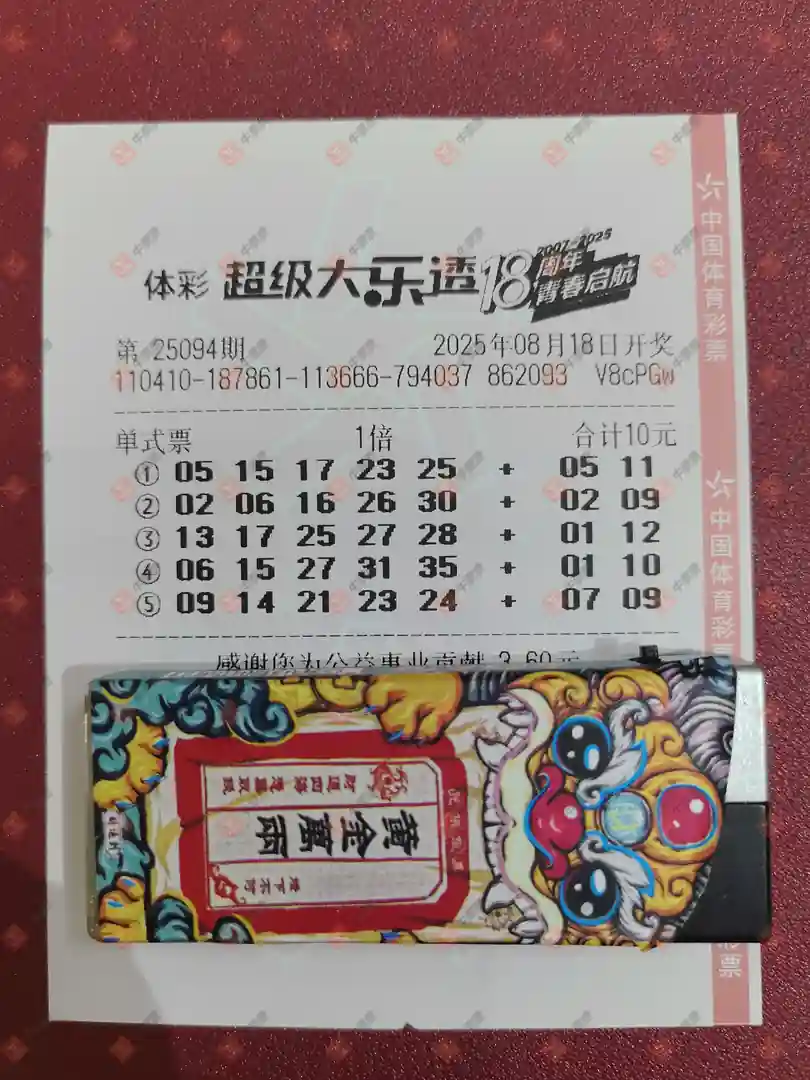 体彩 超级大乐透 18周年 2007-2025 青春启航
第 25094期 2025年08月18日开奖
110410-187861-113666-794037 862093 V8cPGw
单式票 1倍 合计10元
① 05 15 17 23 25 + 05 11
② 02 06 16 26 30 + 02 09
③ 13 17 25 27 28 + 01 12
④ 06 15 27 31 35 + 01 10
⑤ 09 14 21 23 24 + 07 09
感谢您为公益事业贡献 3.60元
中国体育彩票
中国体育彩票
彩票
黃金萬兩